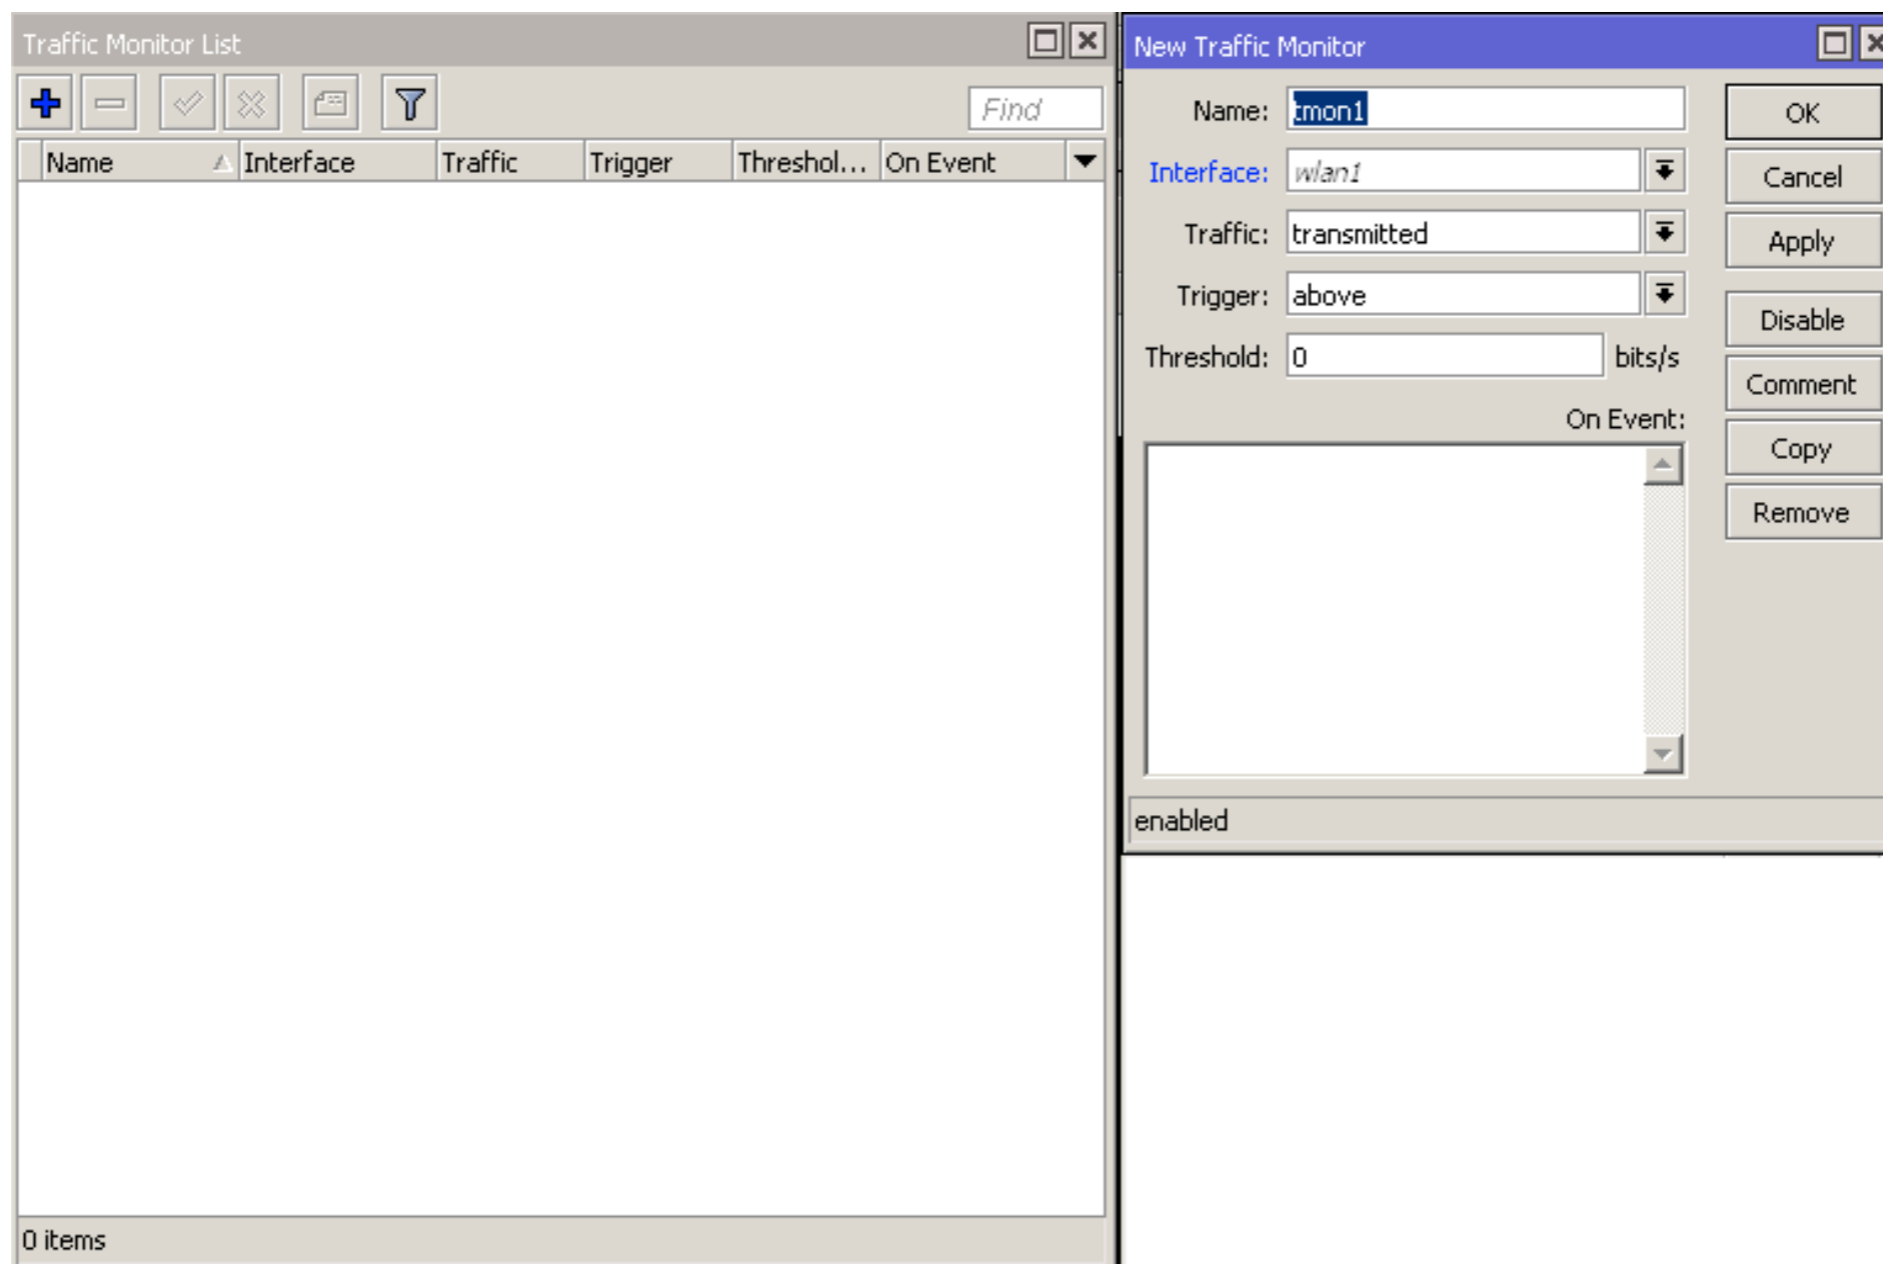 Traffic Monitor List
Find
Name Interface Traffic Trigger Threshol... On Event
0 items
New Traffic Monitor
Name: tmon1
Interface: wlan1
Traffic: transmitted
Trigger: above
Threshold: 0 bits/s
On Event:
enabled
OK
Cancel
Apply
Disable
Comment
Copy
Remove